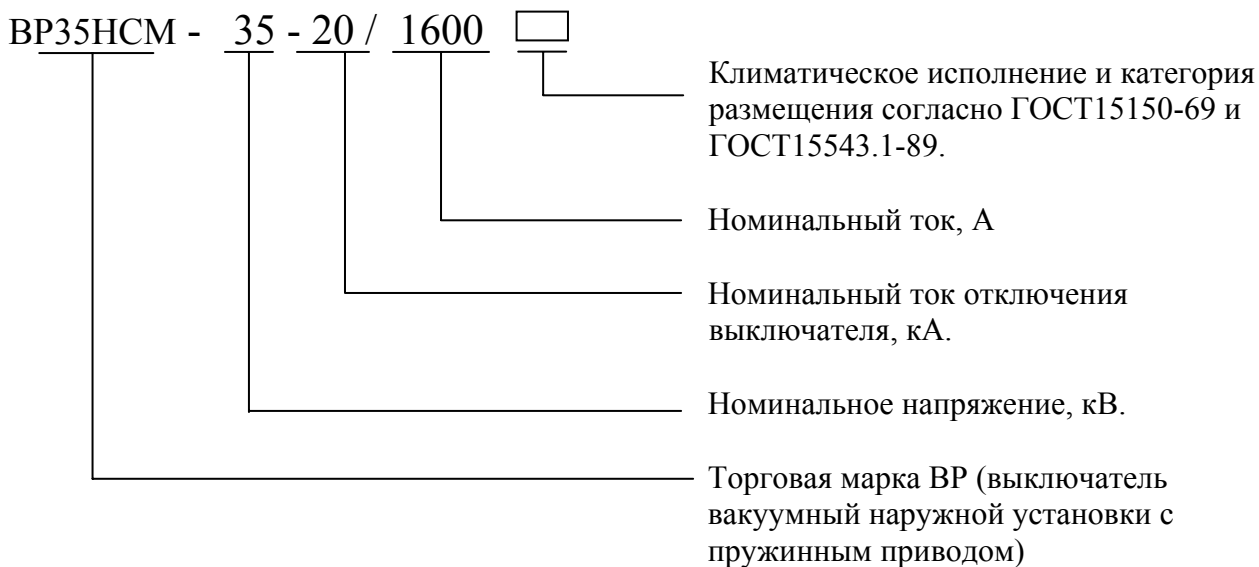 ВР35НСМ - 35 - 20 / 1600
Климатическое исполнение и категория
размещения согласно ГОСТ15150-69 и
ГОСТ15543.1-89.
Номинальный ток, А
Номинальный ток отключения
выключателя, кА.
Номинальное напряжение, кВ.
Торговая марка ВР (выключатель
вакуумный наружной установки с
пружинным приводом)